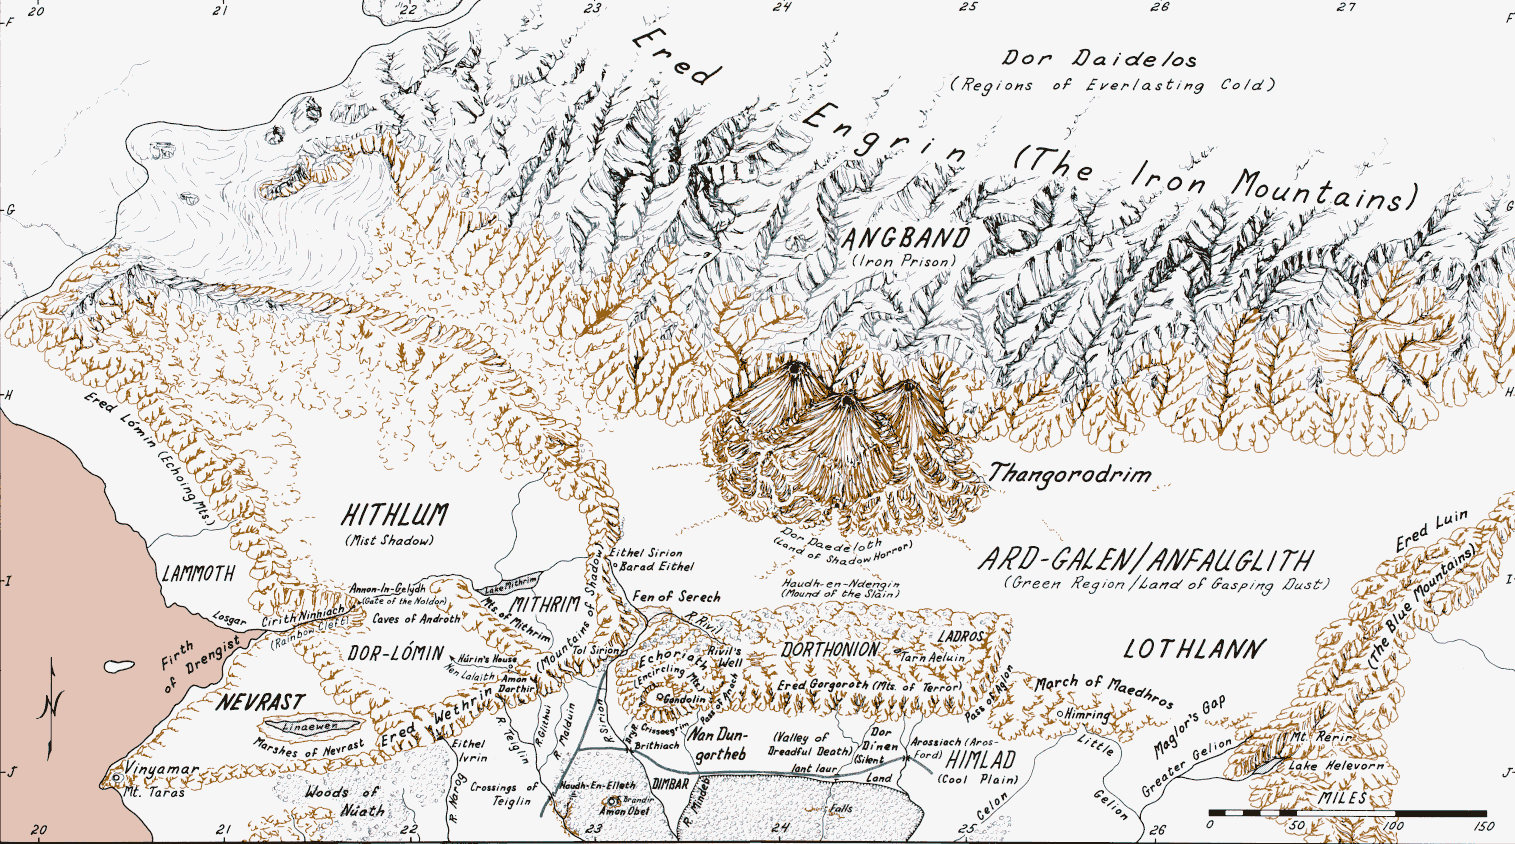 20 21 22 23 24 25 26 27
F F
Ered
Engrin (The Iron Mountains)
Dor Daidelos
(Regions of Everlasting Cold)
G G
ANGBAND
(Iron Prison)
H H
Ered Lómin (Echoing Mts.)
Thangorodrim
HITHLUM
(Mist Shadow)
Dor Daedeloth
(Land of Shadow Horror)
Ered Luin
(The Blue Mountains)
Eithel Sirion
Barad Eithel
ARD-GALEN/ANFAUGLITH
(Green Region/Land of Gasping Dust)
I I
LAMMOTH
Annon-In-Gelydh
(Gate of the Noldor)
Lake Mithrim
Haudh-en-Ndengin
(Mound of the Slain)
MITHRIM
Mts. of Mithrim
(Mountains of Shadow)
Fen of Serech
Losgar
Cirith Ninniach
(Rainbow Cleft)
Caves of Androth
R. Rivil
Firth
of Drengist
DOR-LÓMIN
Húrin's House
Nen Lalaith
Amon
Darthir
Tol Sirion
Echoriath
(Encircling Mts.)
Rivil's
Well
DORTHONION
LADROS
Tarn Aeluin
LOTHLANN
Gondolin
Ered Gorgoroth (Mts. of Terror)
Pass of Anach
Pass of Aglon
March of Maedhros
Himring
N
NEVRAST
Linaewen
Marshes of Nevrast
Ered Wethrin
R. Teiglin
R. Glithui
R. Malduin
R. Sirion
Crissaegrim
Brithiach
Nan Dun-
gortheb
(Valley of
Dreadful Death)
Iant Iaur
Dor
Dínen
(Silent
Land
Arossiach (Aros-
Ford)
HIMLAD
(Cool Plain)
Little
Gelion
Maglor's Gap
Greater Gelion
Mt. Rerir
Lake Helevorn
J J
Vinyamar
Mt. Taras
Eithel
Ivrin
R. Narog
Crossings of
Teiglin
Woods of
Núath
Haudh-En-Elleth
Brandir
Amon Obel
DIMBAR
R. Mindeb
Falls
Celon
MILES
0 50 100 150
20 21 22 23 24 25 26